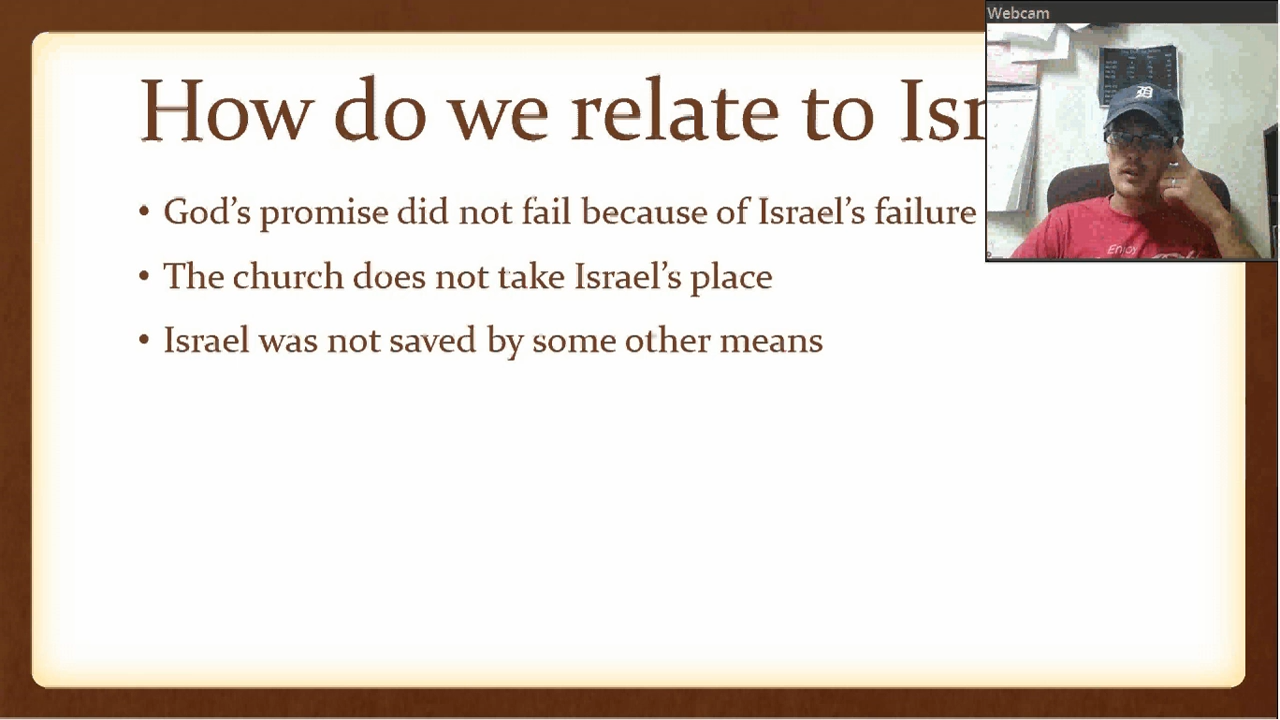 Webcam
How do we relate to Isr
• God's promise did not fail because of Israel's failure
• The church does not take Israel's place
• Israel was not saved by some other means
D
Enjoy